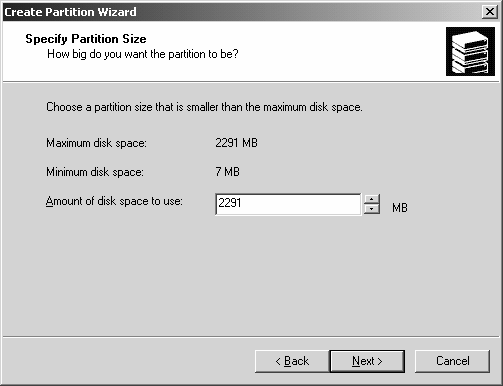 Create Partition Wizard
Specify Partition Size
How big do you want the partition to be?
Choose a partition size that is smaller than the maximum disk space.
Maximum disk space: 2291 MB
Minimum disk space: 7 MB
Amount of disk space to use: 2291 MB
< Back Next > Cancel